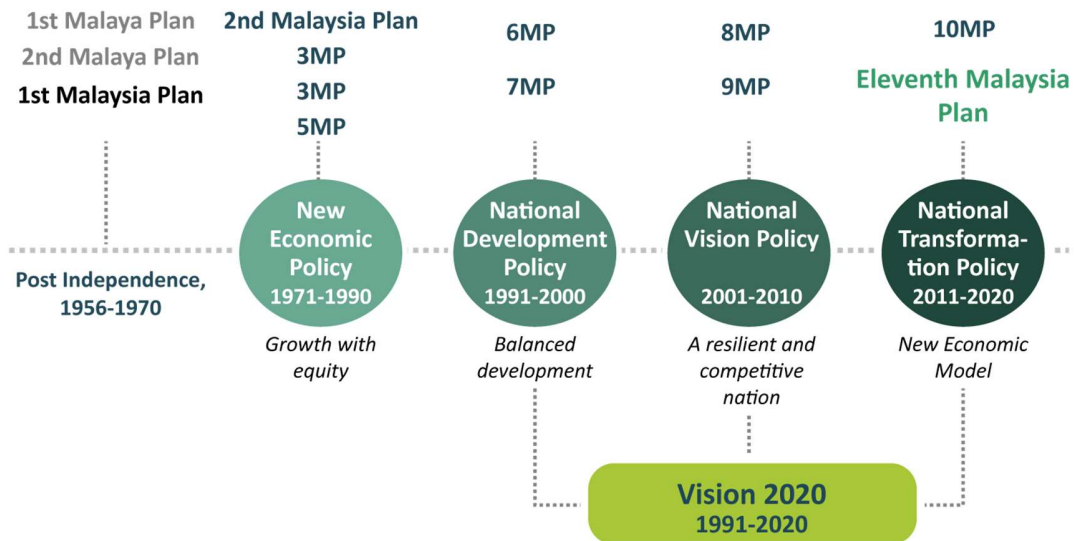 1st Malaya Plan
2nd Malaya Plan
1st Malaysia Plan
Post Independence,
1956-1970
2nd Malaysia Plan
3MP
3MP
5MP
New
Economic
Policy
1971-1990
Growth with
equity
6MP
7MP
National
Development
Policy
1991-2000
Balanced
development
8MP
9MP
National
Vision Policy
2001-2010
A resilient and
competitive
nation
10MP
Eleventh Malaysia
Plan
National
Transforma-
tion Policy
2011-2020
New Economic
Model
Vision 2020
1991-2020